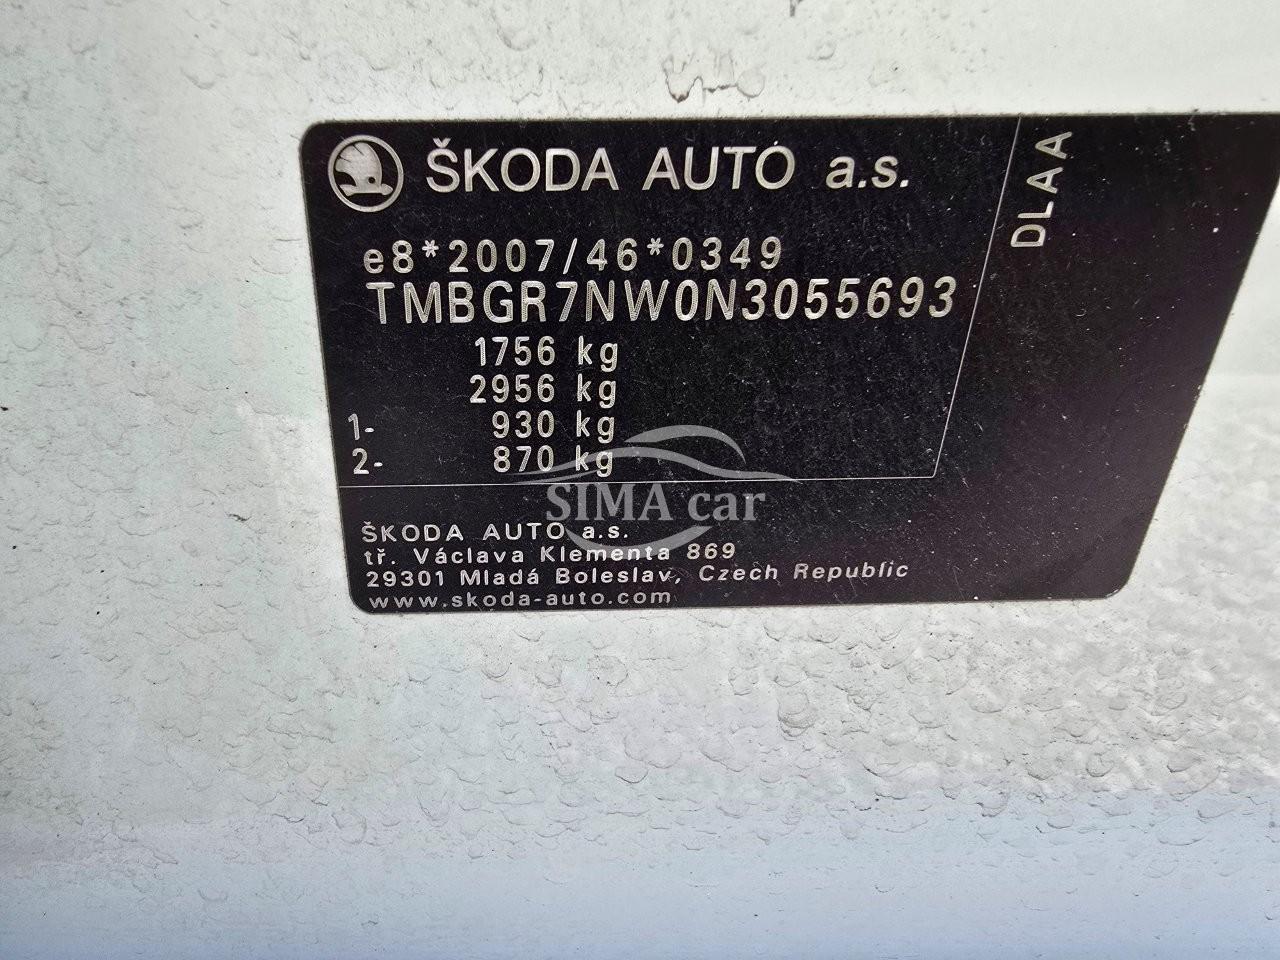 ŠKODA AUTO a.s.
DLAA
e8*2007/46*0349
TMBGR7NW0N3055693
1756 kg
2956 kg
1- 930 kg
2- 870 kg
SIMA car
ŠKODA AUTO a.s.
tř. Václava Klementa 869
29301 Mladá Boleslav, Czech Republic
www.skoda-auto.com